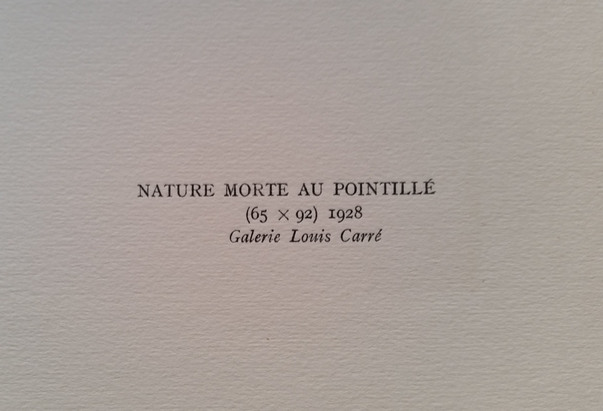 NATURE MORTE AU POINTILLÉ
(65 × 92) 1928
Galerie Louis Carré